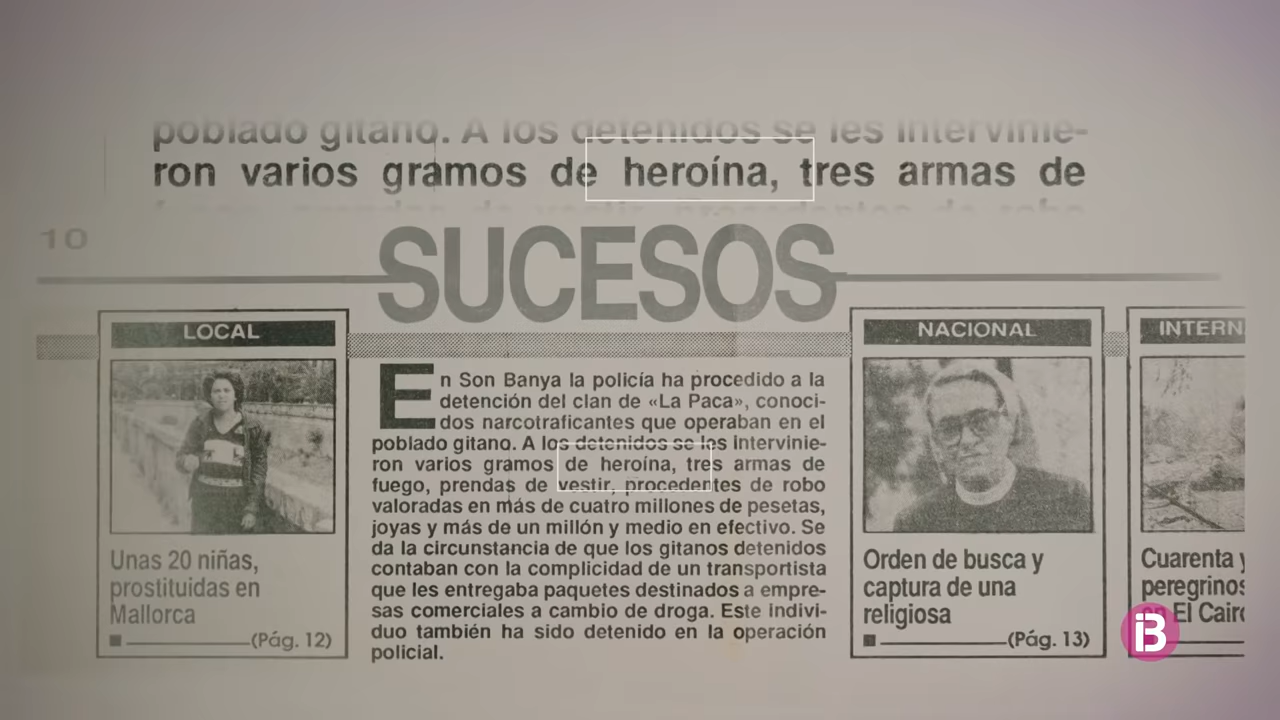 poblado gitano. A los detenidos se les intervinie-
ron varios gramos de heroína, tres armas de
10
SUCESOS
LOCAL
Unas 20 niñas,
prostituidas en
Mallorca
(Pág. 12)
En Son Banya la policía ha procedido a la
detención del clan de «La Paca», conoci-
dos narcotraficantes que operaban en el
poblado gitano. A los detenidos se les intervinie-
ron varios gramos de heroína, tres armas de
fuego, prendas de vestir, procedentes de robo
valoradas en más de cuatro millones de pesetas,
joyas y más de un millón y medio en efectivo. Se
da la circunstancia de que los gitanos detenidos
contaban con la complicidad de un transportista
que les entregaba paquetes destinados a empre-
sas comerciales a cambio de droga. Este indivi-
duo también ha sido detenido en la operación
policial.
NACIONAL
Orden de busca y
captura de una
religiosa
(Pág. 13)
INTERN
Cuarenta y
peregrinos
en El Cairo
iB